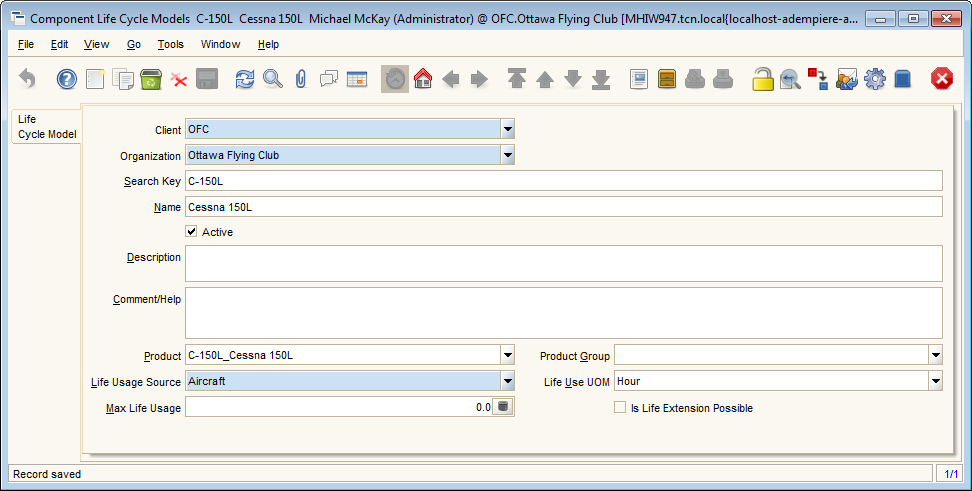 Component Life Cycle Models C-150L Cessna 150L Michael McKay (Administrator) @ OFC.Ottawa Flying Club [MHIW947.tcn.local{localhost-adempiere-a...
File Edit View Go Tools Window Help
Life
Cycle Model
Client OFC
Organization Ottawa Flying Club
Search Key C-150L
Name Cessna 150L
Active
Description
Comment/Help
Product C-150L_Cessna 150L Product Group
Life Usage Source Aircraft Life Use UOM Hour
Max Life Usage 0.0 Is Life Extension Possible
Record saved 1/1